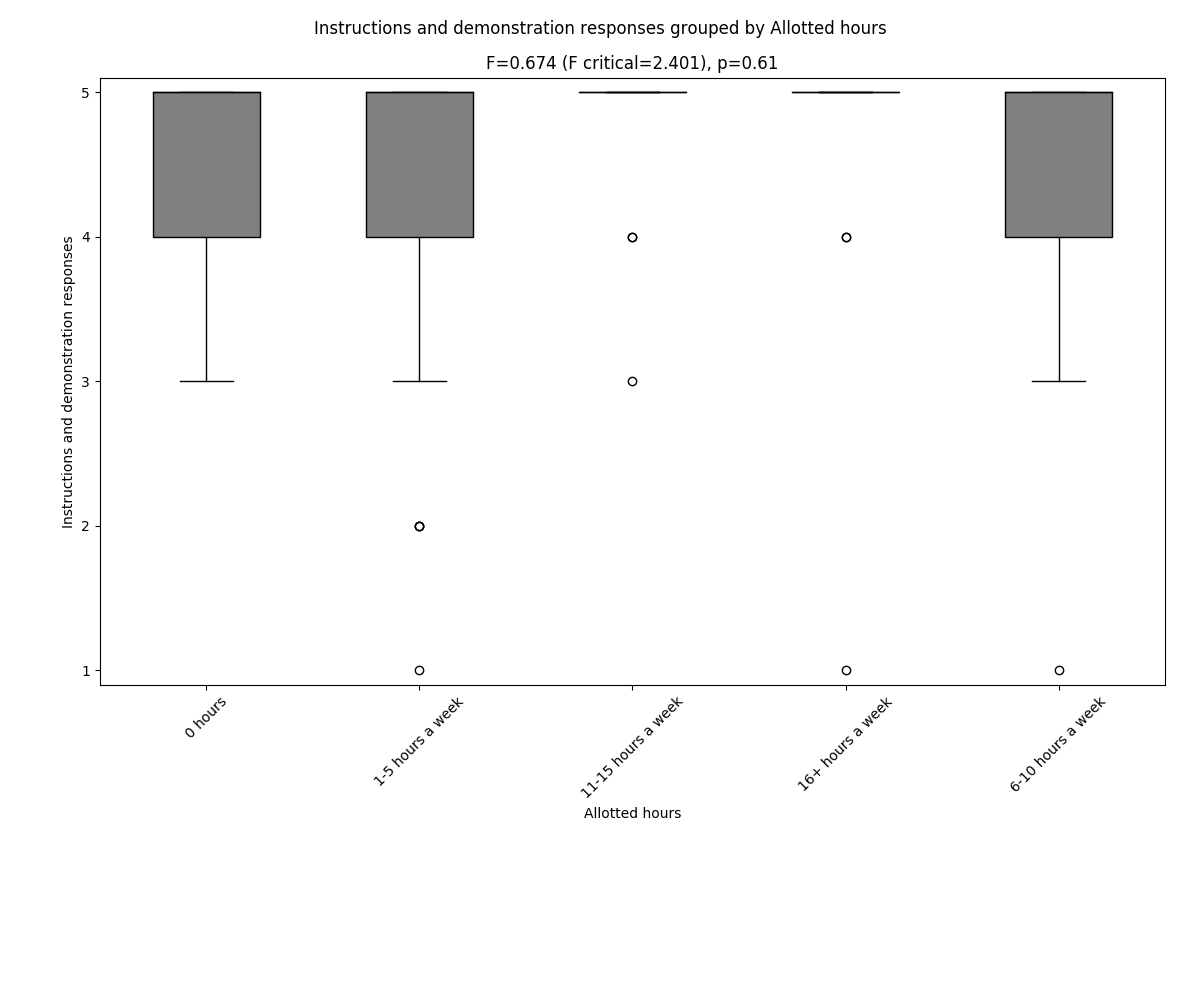 Instructions and demonstration responses grouped by Allotted hours
F=0.674 (F critical=2.401), p=0.61
Instructions and demonstration responses
5
4
3
2
1
0 hours
1-5 hours a week
11-15 hours a week
16+ hours a week
6-10 hours a week
Allotted hours